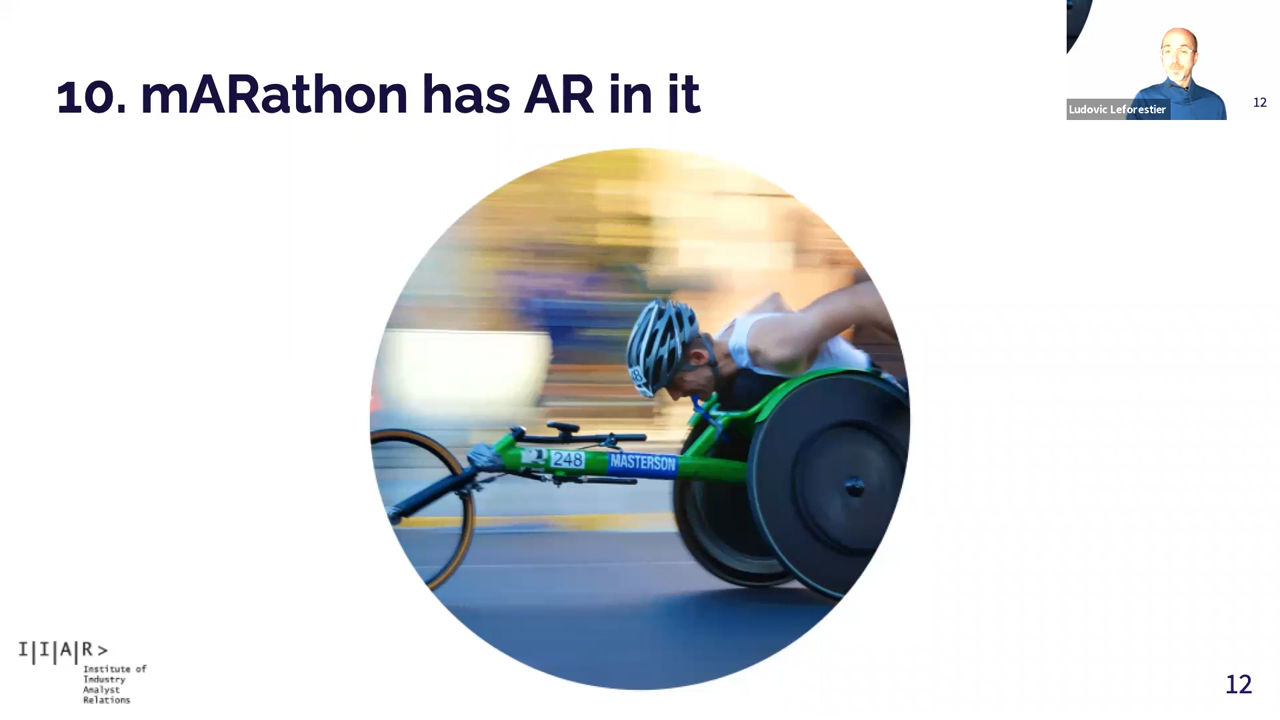 10. mARathon has AR in it
Ludovic Leforestier
12
248
MASTERSON
I|I|A|R>
Institute of
Industry
Analyst
Relations
12